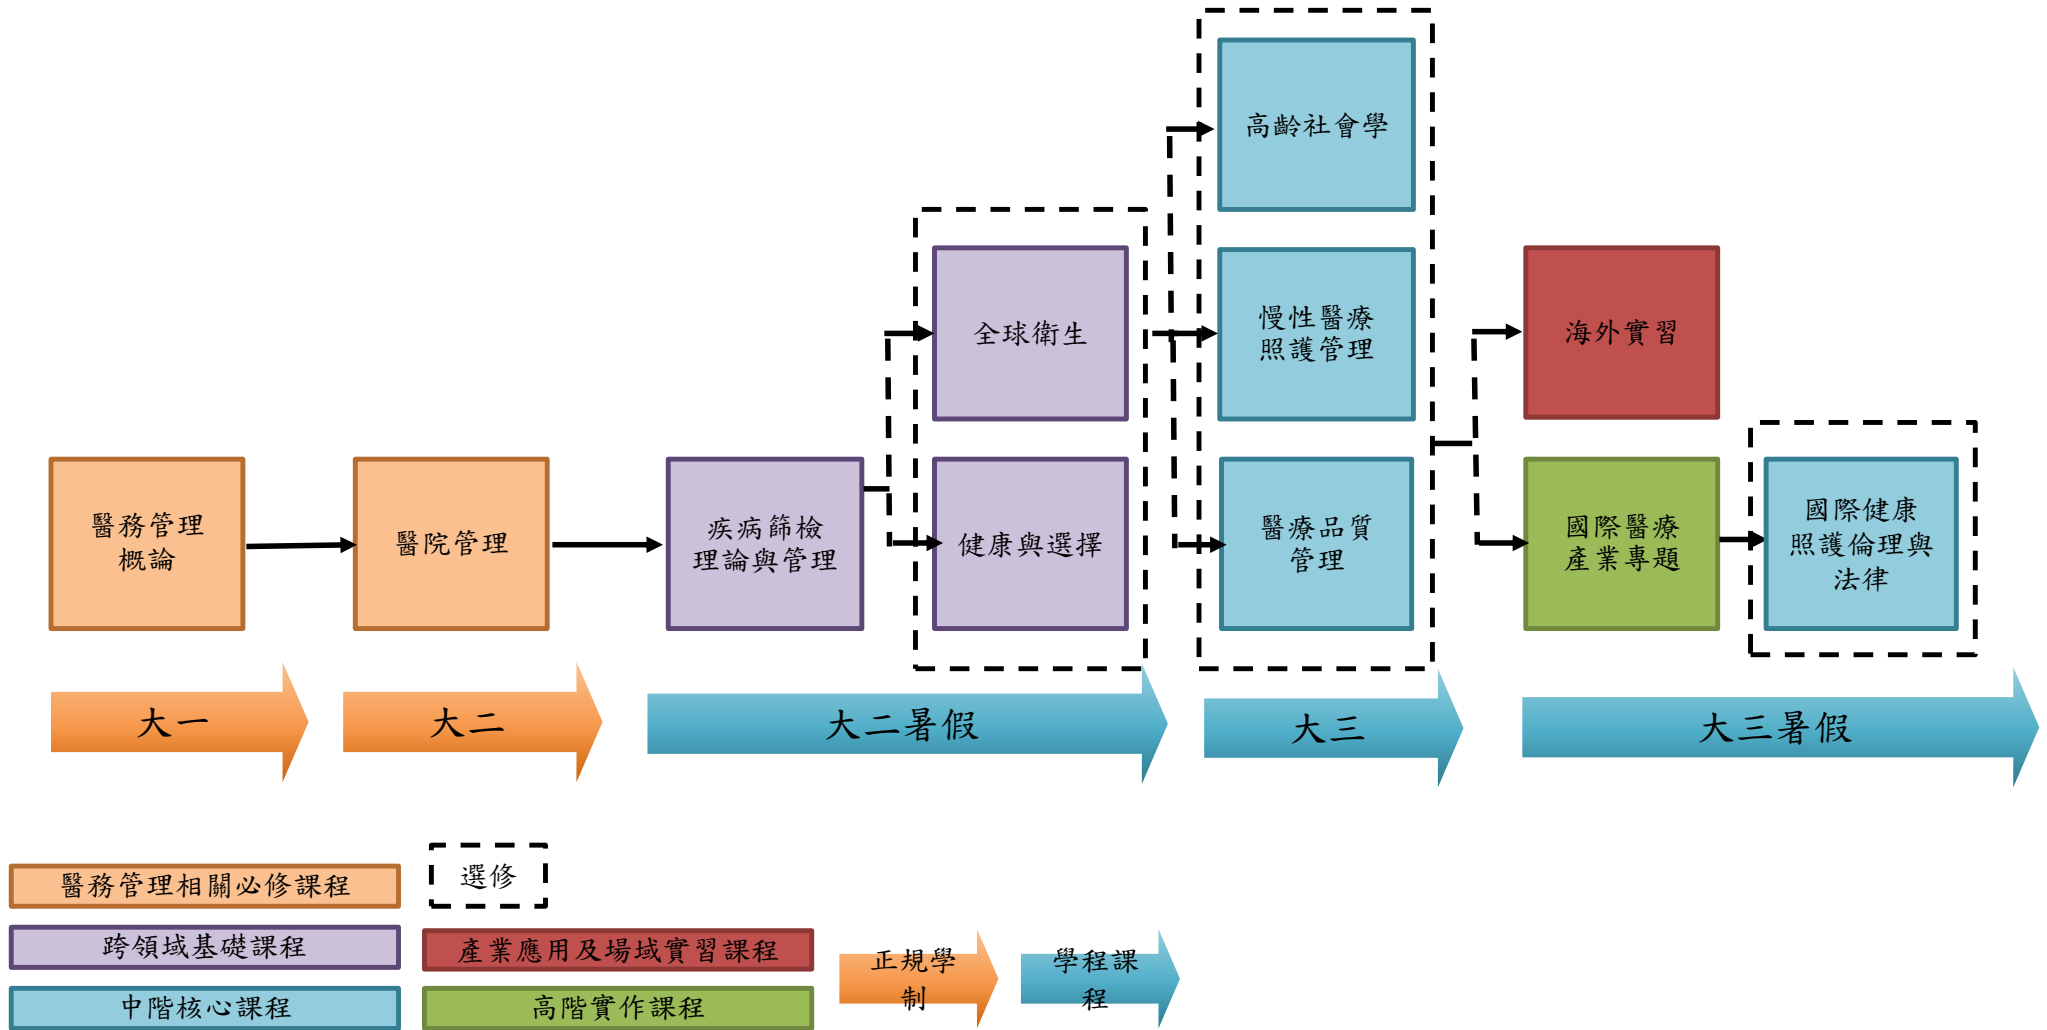 高齡社會學
全球衛生
慢性醫療
照護管理
海外實習
醫務管理
概論
醫院管理
疾病篩檢
理論與管理
健康與選擇
醫療品質
管理
國際醫療
產業專題
國際健康
照護倫理與
法律
大一
大二
大二暑假
大三
大三暑假
醫務管理相關必修課程
選修
跨領域基礎課程
產業應用及場域實習課程
正規學
制
學程課
程
中階核心課程
高階實作課程